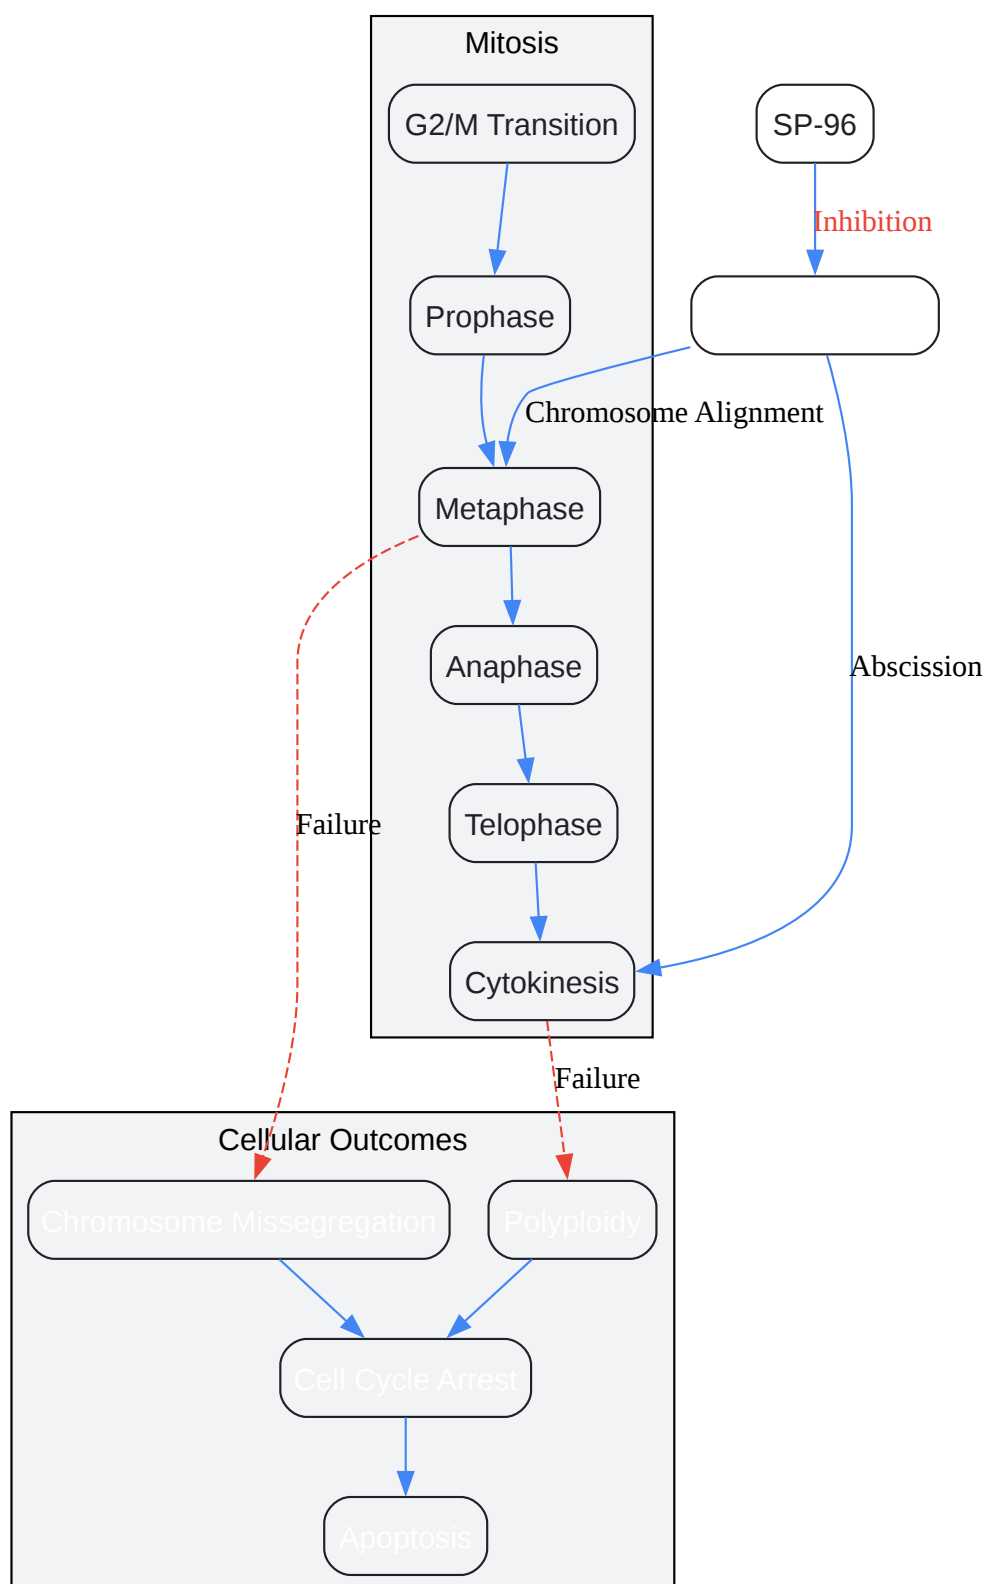 Mitosis
G2/M Transition
SP-96
Inhibition
Prophase
Chromosome Alignment
Metaphase
Anaphase
Abscission
Failure
Telophase
Cytokinesis
Failure
Cellular Outcomes
Chromosome Missegregation
Polyploidy
Cell Cycle Arrest
Apoptosis